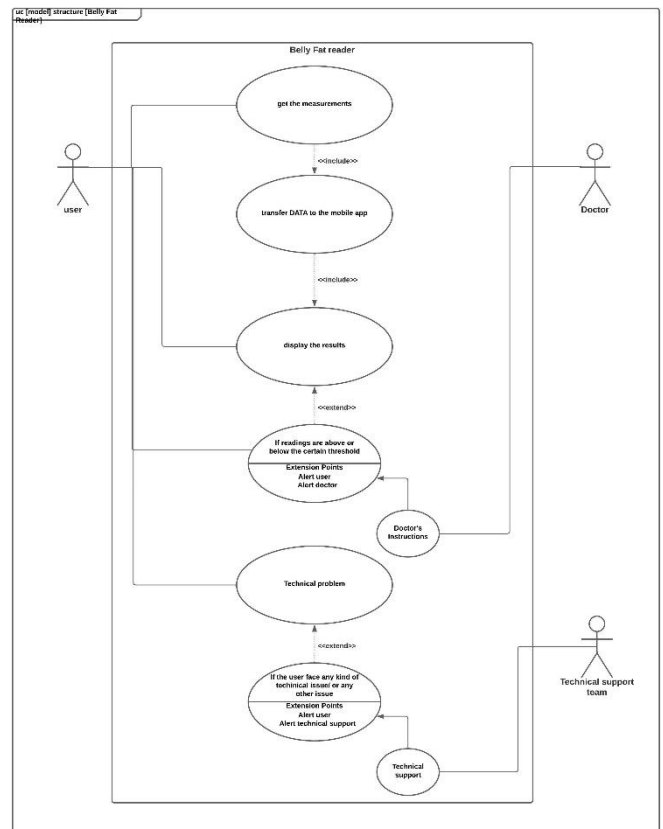 uc [model] structure [Belly Fat
Reader]
Belly Fat reader
get the measurements
<<include>>
user
Doctor
transfer DATA to the mobile app
<<include>>
display the results
<<extend>>
If readings are above or
below the certain threshold
Extension Points
Alert user
Alert doctor
Doctor's
Instructions
Technical problem
<<extend>>
If the user face any kind of
techinical issue/ or any
other issue
Extension Points
Alert user
Alert technical support
Technical support
team
Technical
support